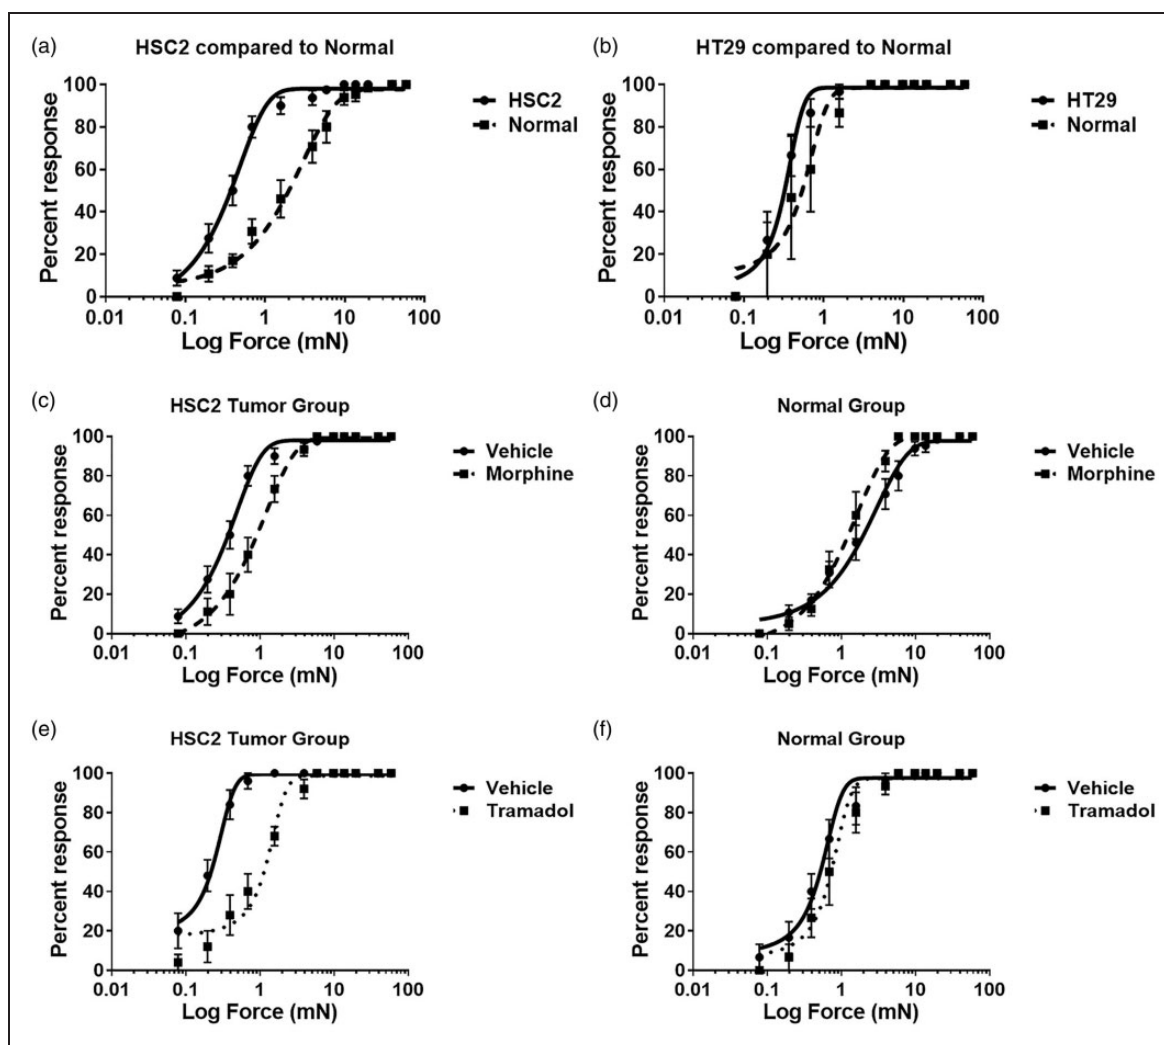 (a)
HSC2 compared to Normal
100
80
60
40
20
0
Percent response
0.01
0.1
1
10
100
Log Force (mN)
HSC2
Normal
(b)
HT29 compared to Normal
100
80
60
40
20
0
Percent response
0.01
0.1
1
10
100
Log Force (mN)
HT29
Normal
(c)
HSC2 Tumor Group
100
80
60
40
20
0
Percent response
0.01
0.1
1
10
100
Log Force (mN)
Vehicle
Morphine
(d)
Normal Group
100
80
60
40
20
0
Percent response
0.01
0.1
1
10
100
Log Force (mN)
Vehicle
Morphine
(e)
HSC2 Tumor Group
100
80
60
40
20
0
Percent response
0.01
0.1
1
10
100
Log Force (mN)
Vehicle
Tramadol
(f)
Normal Group
100
80
60
40
20
0
Percent response
0.01
0.1
1
10
100
Log Force (mN)
Vehicle
Tramadol